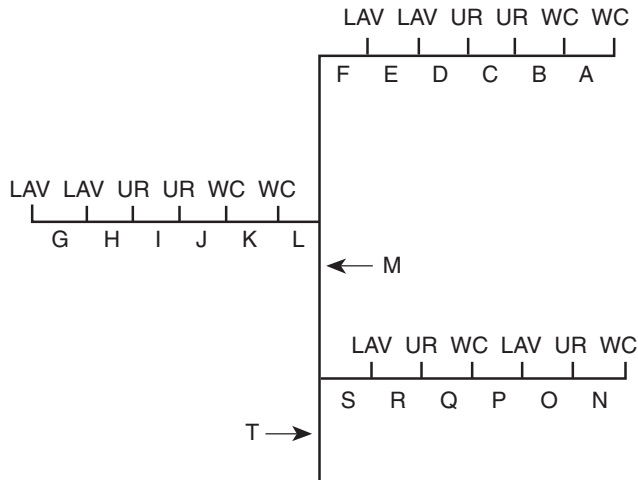 LAV LAV UR UR WC WC
F E D C B A
LAV LAV UR UR WC WC
G H I J K L
M
LAV UR WC LAV UR WC
S R Q P O N
T